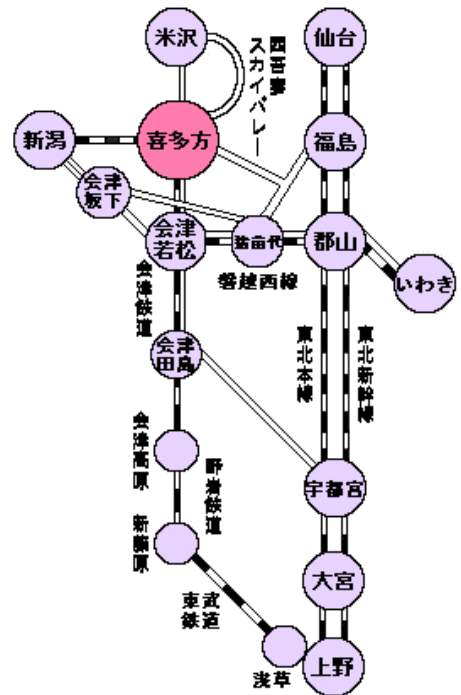 米沢
仙台
西吾妻
スカイバレー
新潟
喜多方
福島
会津
坂下
会津
若松
猪苗代
郡山
いわき
磐越西線
会津鉄道
東北本線
東北新幹線
会津
田島
会津高原
野岩鉄道
宇都宮
新藤原
大宮
東武
鉄道
浅草
上野